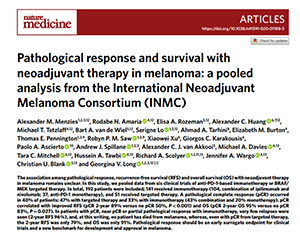 nature medicine
ARTICLES
https://doi.org/10.1038/s41591-020-01188-3
Check for updates
Pathological response and survival with
neoadjuvant therapy in melanoma: a pooled
analysis from the International Neoadjuvant
Melanoma Consortium (INMC)
Alexander M. Menzies, Rodabe N. Amaria, Elisa A. Rozeman, Alexander C. Huang,
Michael T. Tetzlaff, Bart A. van de Wiel, Serigne Lo, Ahmad A. Tarhini, Elizabeth M. Burton,
Thomas E. Pennington, Robyn P. M. Saw, Xiaowei Xu, Giorgos C. Karakousis,
Paolo A. Ascierto, Andrew J. Spillane, Alexander C. J. van Akkooi, Michael A. Davies,
Tara C. Mitchell, Hussein A. Tawbi, Richard A. Scolyer, Jennifer A. Wargo,
Christian U. Blank and Georgina V. Long
The association among pathological response, recurrence-free survival (RFS) and overall survival (OS) with neoadjuvant therapy
in melanoma remains unclear. In this study, we pooled data from six clinical trials of anti-PD-1-based immunotherapy or BRAF/
MEK targeted therapy. In total, 192 patients were included; 141 received immunotherapy (104, combination of ipilimumab and
nivolumab; 37, anti-PD-1 monotherapy), and 51 received targeted therapy. A pathological complete response (pCR) occurred
in 40% of patients: 47% with targeted therapy and 33% with immunotherapy (43% combination and 20% monotherapy). pCR
correlated with improved RFS (pCR 2-year 89% versus no pCR 50%, P < 0.001) and OS (pCR 2-year OS 95% versus no pCR
83%, P = 0.027). In patients with pCR, near pCR or partial pathological response with immunotherapy, very few relapses were
seen (2-year RFS 96%), and, at this writing, no patient has died from melanoma, whereas, even with pCR from targeted therapy,
the 2-year RFS was only 79%, and OS was only 91%. Pathological response should be an early surrogate endpoint for clinical
trials and a new benchmark for development and approval in melanoma.